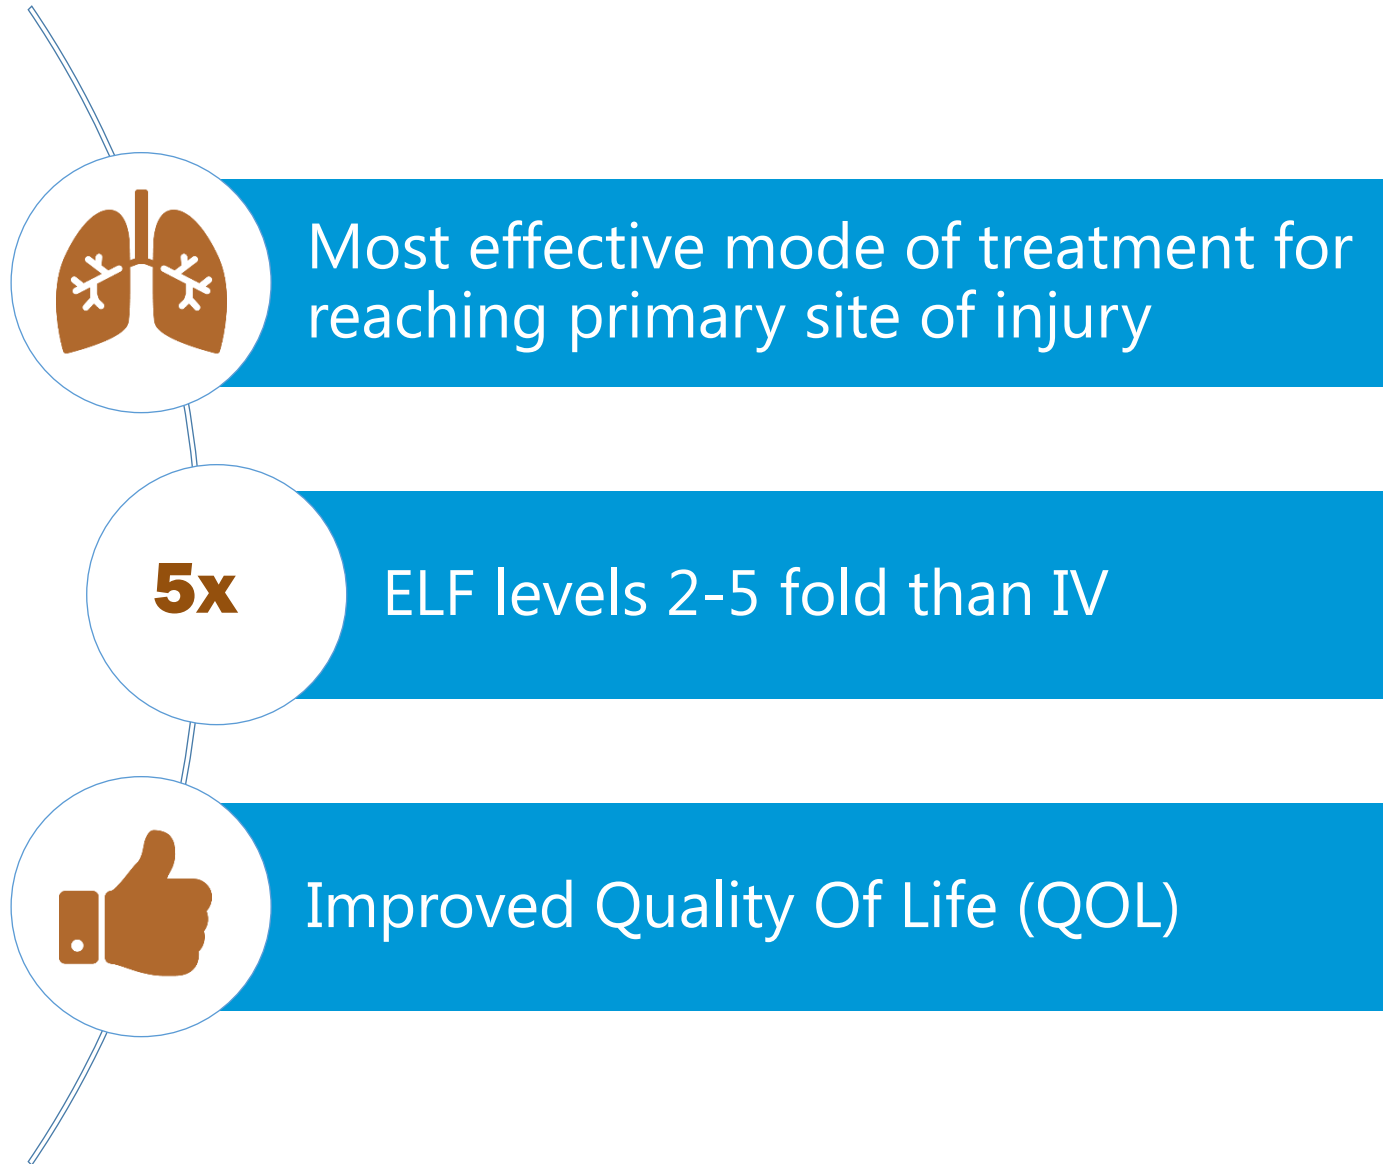 Most effective mode of treatment for
reaching primary site of injury
5x
ELF levels 2-5 fold than IV
Improved Quality Of Life (QOL)